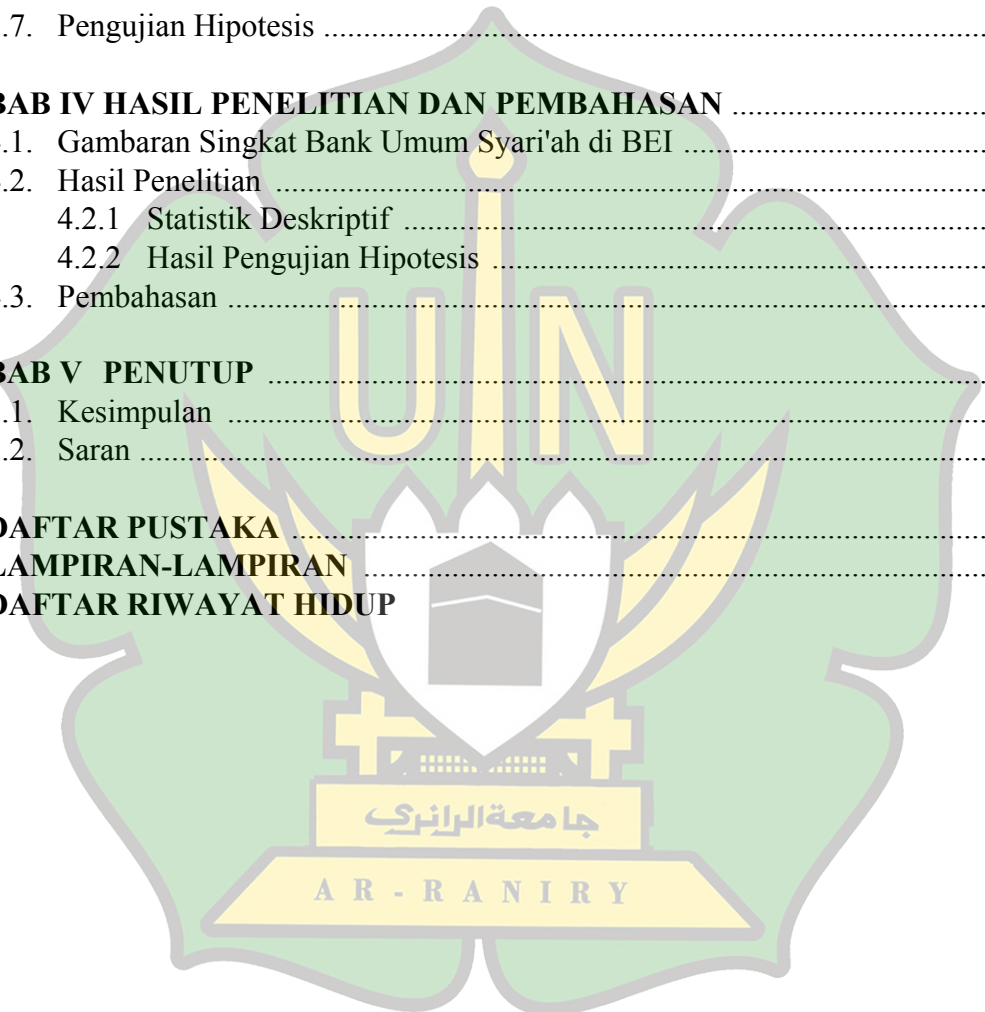 .7. Pengujian Hipotesis ....................................................................
BAB IV HASIL PENELITIAN DAN PEMBAHASAN ..........................
.1. Gambaran Singkat Bank Umum Syari'ah di BEI ...............................
.2. Hasil Penelitian ............................................................................
4.2.1 Statistik Deskriptif ............................................................
4.2.2 Hasil Pengujian Hipotesis ..................................................
.3. Pembahasan ..................................................................................
BAB V PENUTUP ..............................................................................
.1. Kesimpulan ..................................................................................
.2. Saran ............................................................................................
DAFTAR PUSTAKA ..........................................................................
LAMPIRAN-LAMPIRAN ..................................................................
DAFTAR RIWAYAT HIDUP
UIN
جامعةالرانري
AR-RANIRY